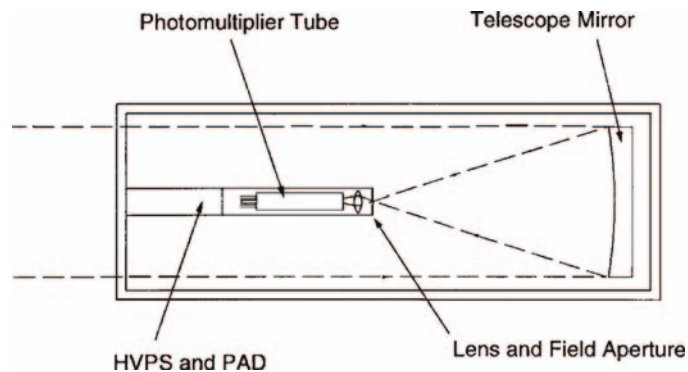 Photomultiplier Tube
Telescope Mirror
Lens and Field Aperture
HVPS and PAD